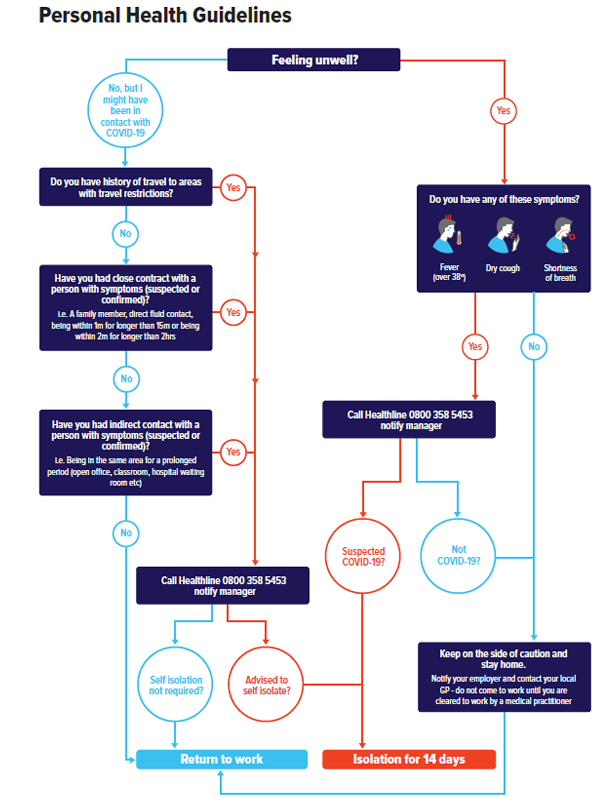 Personal Health Guidelines
Feeling unwell?
No, but I
might have
been in
contact with
COVID-19
Yes
Do you have history of travel to areas
with travel restrictions?
Yes
No
Do you have any of these symptoms?
Fever
(over 38°)
Dry cough
Shortness
of breath
Have you had close contract with a
person with symptoms (suspected or
confirmed)?
i.e. A family member, direct fluid contact,
being within 1m for longer than 15m or being
within 2m for longer than 2hrs
Yes
No
Yes
No
Have you had indirect contact with a
person with symptoms (suspected or
confirmed)?
i.e. Being in the same area for a prolonged
period (open office, classroom, hospital waiting
room etc)
Yes
No
Call Healthline 0800 358 5453
notify manager
Suspected
COVID-19?
Not
COVID-19?
Call Healthline 0800 358 5453
notify manager
Self isolation
not required?
Advised to
self isolate?
Keep on the side of caution and
stay home.
Notify your employer and contact your local
GP - do not come to work until you are
cleared to work by a medical practitioner
Return to work
Isolation for 14 days